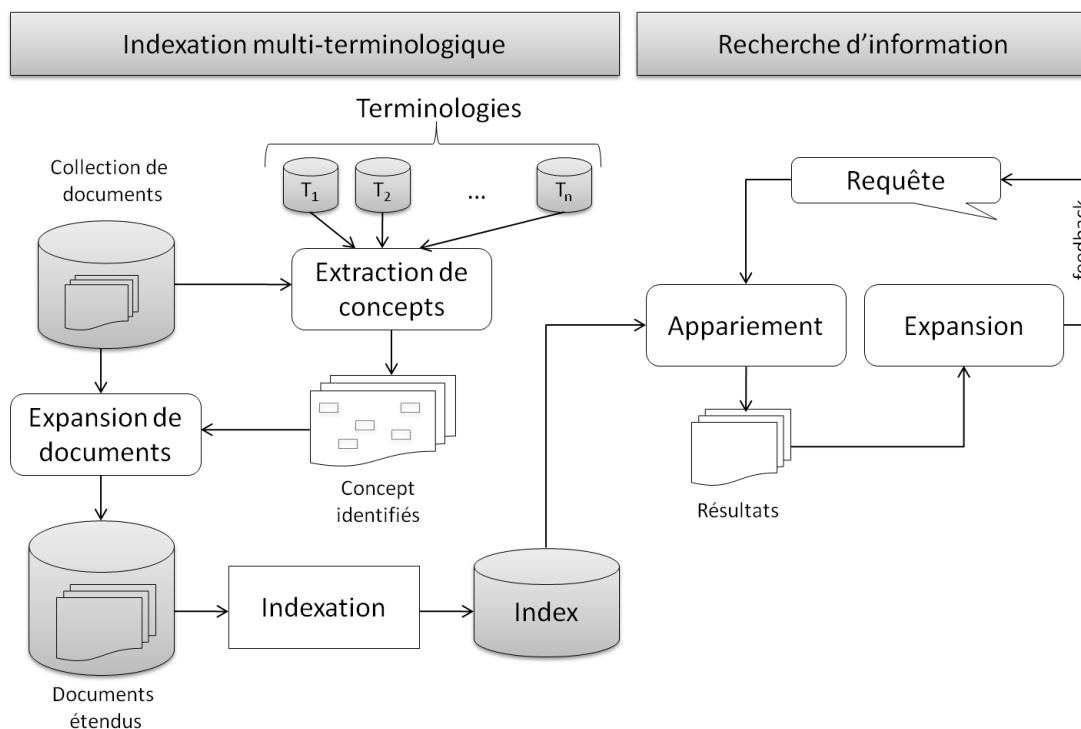 Indexation multi-terminologique
Recherche d'information
Terminologies
Collection de
documents
T1
T2
...
Tn
Requête
feedback
Extraction de
concepts
Appariement
Expansion
Expansion de
documents
Concept
identifiés
Résultats
Indexation
Index
Documents
étendus